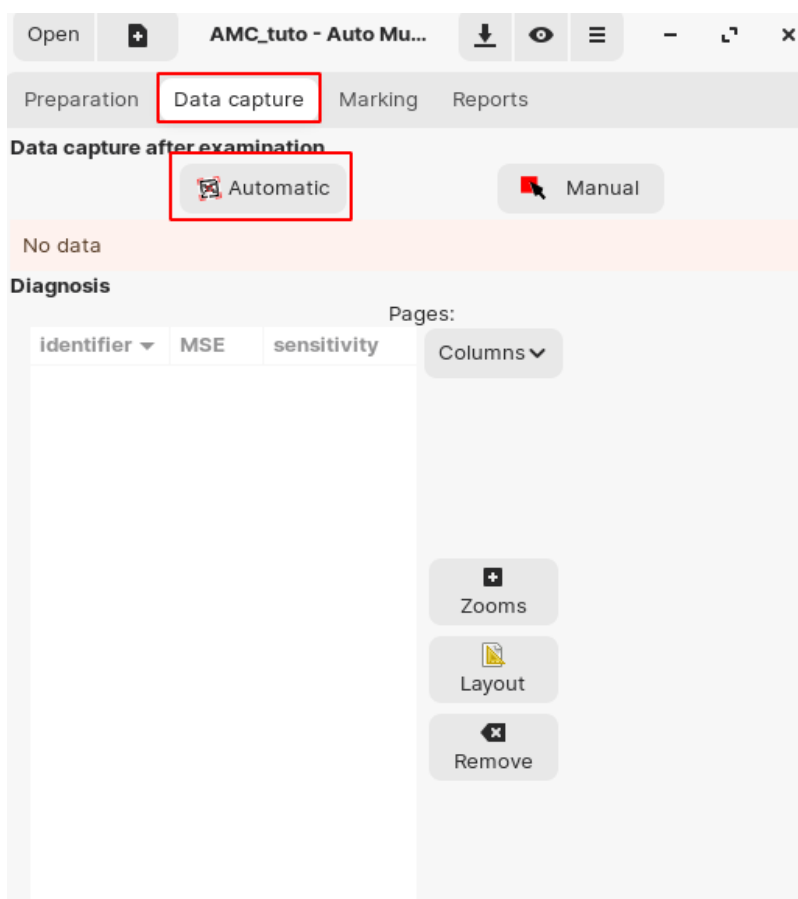 Open AMC_tuto - Auto Mu...
Preparation Data capture Marking Reports
Data capture after examination
Automatic Manual
No data
Diagnosis
Pages:
identifier MSE sensitivity Columns
Zooms
Layout
Remove